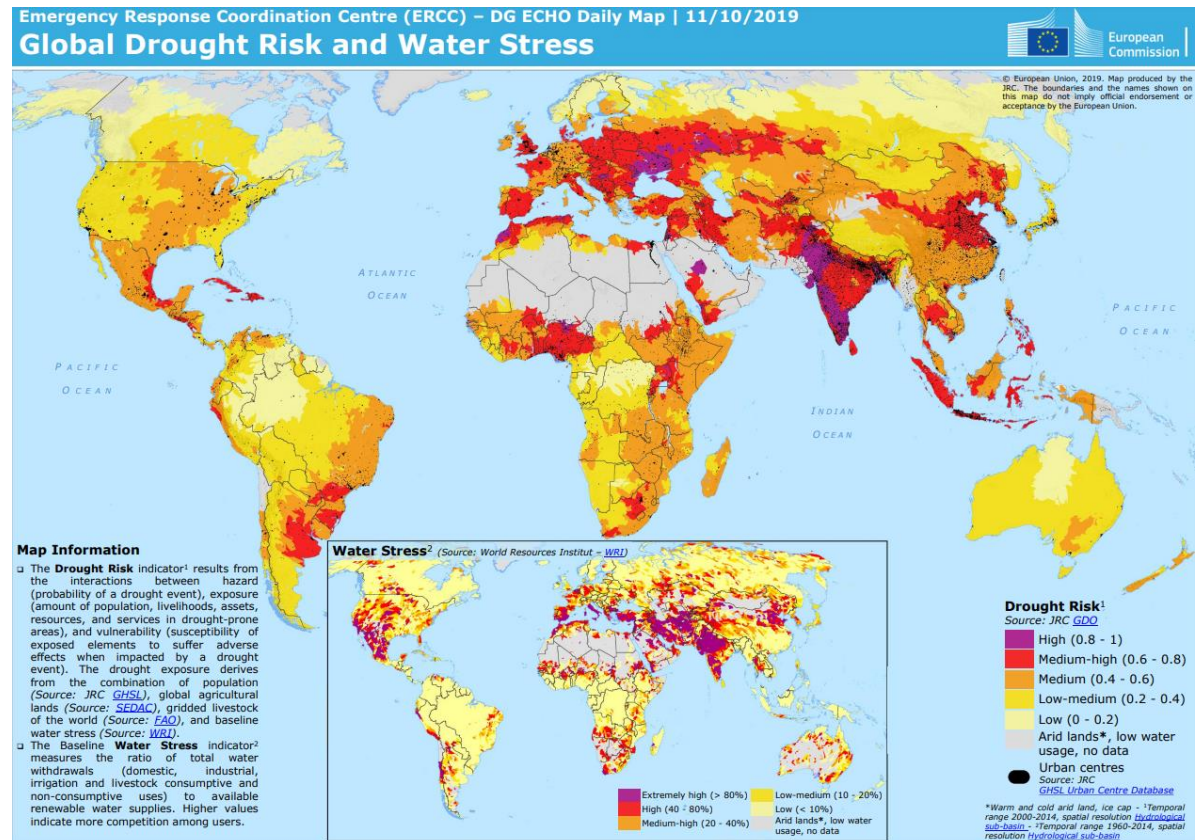 Emergency Response Coordination Centre (ERCC) – DG ECHO Daily Map | 11/10/2019
Global Drought Risk and Water Stress
European
Commission
© European Union, 2019. Map produced by the
JRC. The boundaries and the names shown on
this map do not imply official endorsement or
acceptance by the European Union.
ATLANTIC
OCEAN
PACIFIC
OCEAN
PACIFIC
OCEAN
INDIAN
OCEAN
Map Information
The Drought Risk indicator¹ results from
the interactions between hazard
(probability of a drought event), exposure
(amount of population, livelihoods, assets,
resources, and services in drought-prone
areas), and vulnerability (susceptibility of
exposed elements to suffer adverse
effects when impacted by a drought
event). The drought exposure derives
from the combination of population
(Source: JRC GHSL), global agricultural
lands (Source: SEDAC), gridded livestock
of the world (Source: FAO), and baseline
water stress (Source: WRI).
The Baseline Water Stress indicator²
measures the ratio of total water
withdrawals (domestic, industrial,
irrigation and livestock consumptive and
non-consumptive uses) to available
renewable water supplies. Higher values
indicate more competition among users.
Water Stress² (Source: World Resources Institut – WRI)
Extremely high (> 80%)
High (40 - 80%)
Medium-high (20 - 40%)
Low-medium (10 - 20%)
Low (< 10%)
Arid lands*, low water
usage, no data
Drought Risk¹
Source: JRC GDO
High (0.8 - 1)
Medium-high (0.6 - 0.8)
Medium (0.4 - 0.6)
Low-medium (0.2 - 0.4)
Low (0 - 0.2)
Arid lands*, low water
usage, no data
Urban centres
Source: JRC
GHSL Urban Centre Database
*Warm and cold arid land, ice cap - ¹Temporal
range 2000-2014, spatial resolution Hydrological
sub-basin - ²Temporal range 1960-2014, spatial
resolution Hydrological sub-basin